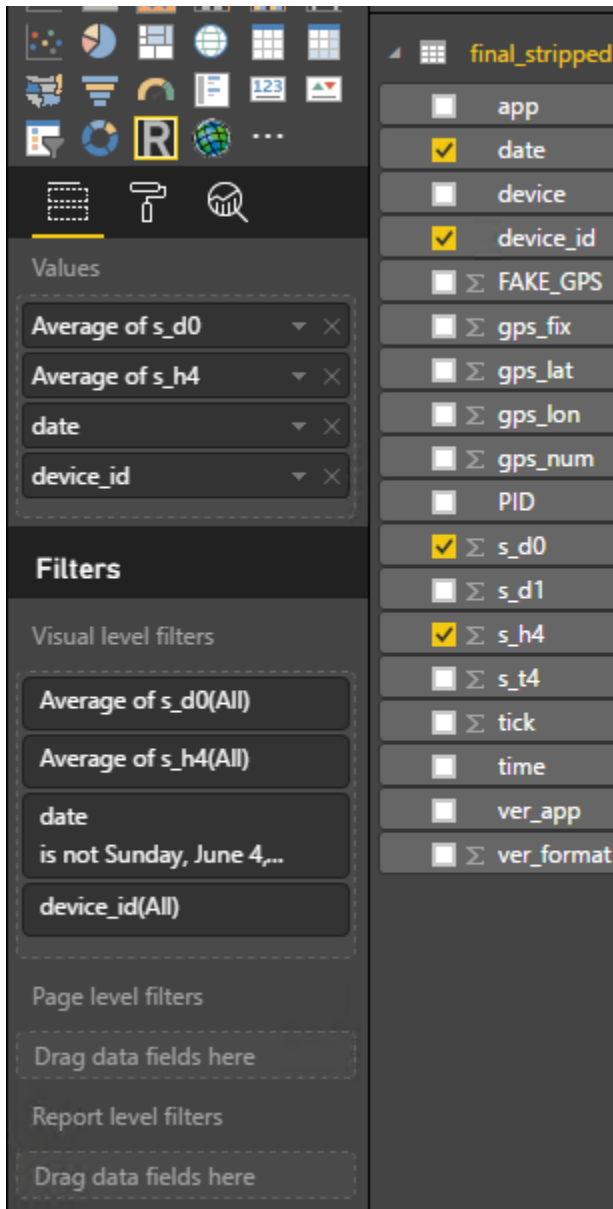 123
R
Values
Average of s_d0
Average of s_h4
date
device_id
Filters
Visual level filters
Average of s_d0(All)
Average of s_h4(All)
date
is not Sunday, June 4,...
device_id(All)
Page level filters
Drag data fields here
Report level filters
Drag data fields here
final_stripped
app
date
device
device_id
Σ FAKE_GPS
Σ gps_fix
Σ gps_lat
Σ gps_lon
Σ gps_num
PID
Σ s_d0
Σ s_d1
Σ s_h4
Σ s_t4
Σ tick
time
ver_app
Σ ver_format